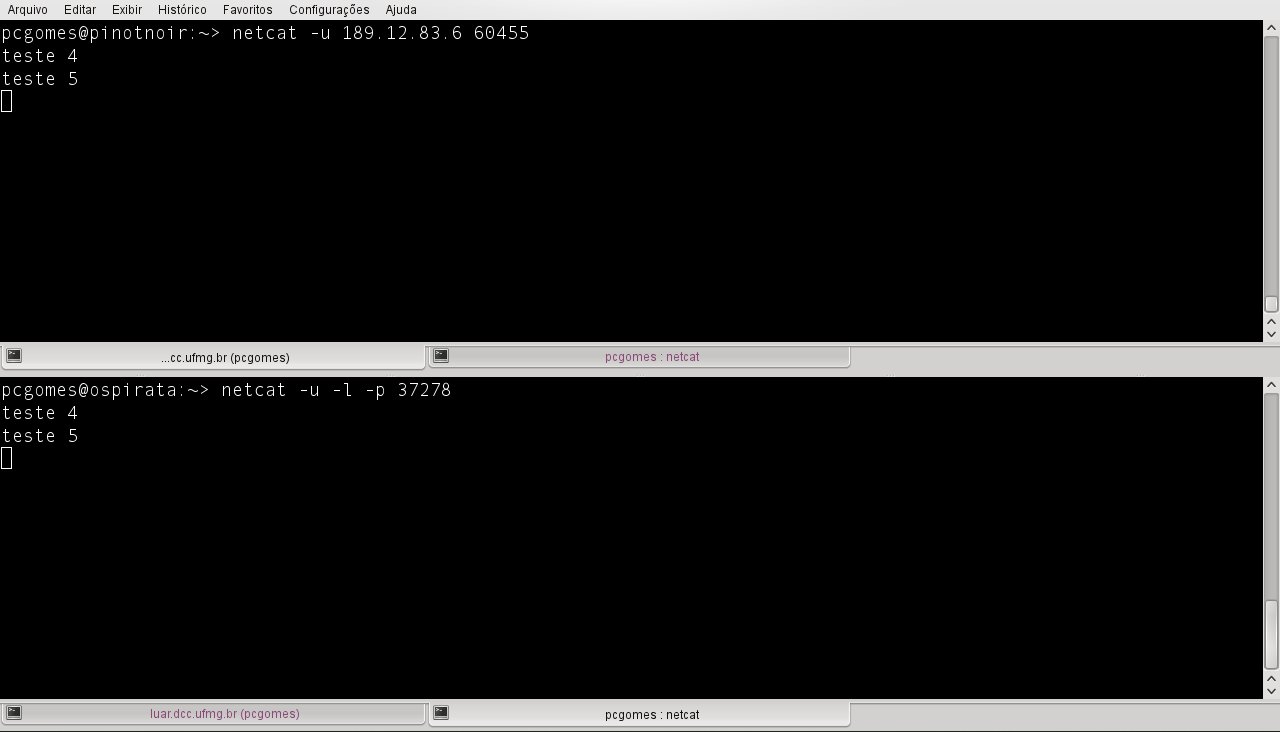 Arquivo Editar Exibir Histórico Favoritos Configurações Ajuda
pcgomes@pinotnoir:~> netcat -u 189.12.83.6 60455
teste 4
teste 5
...cc.ufmg.br (pcgomes) pcgomes : netcat
pcgomes@ospirata:~> netcat -u -l -p 37278
teste 4
teste 5
luar.dcc.ufmg.br (pcgomes) pcgomes : netcat